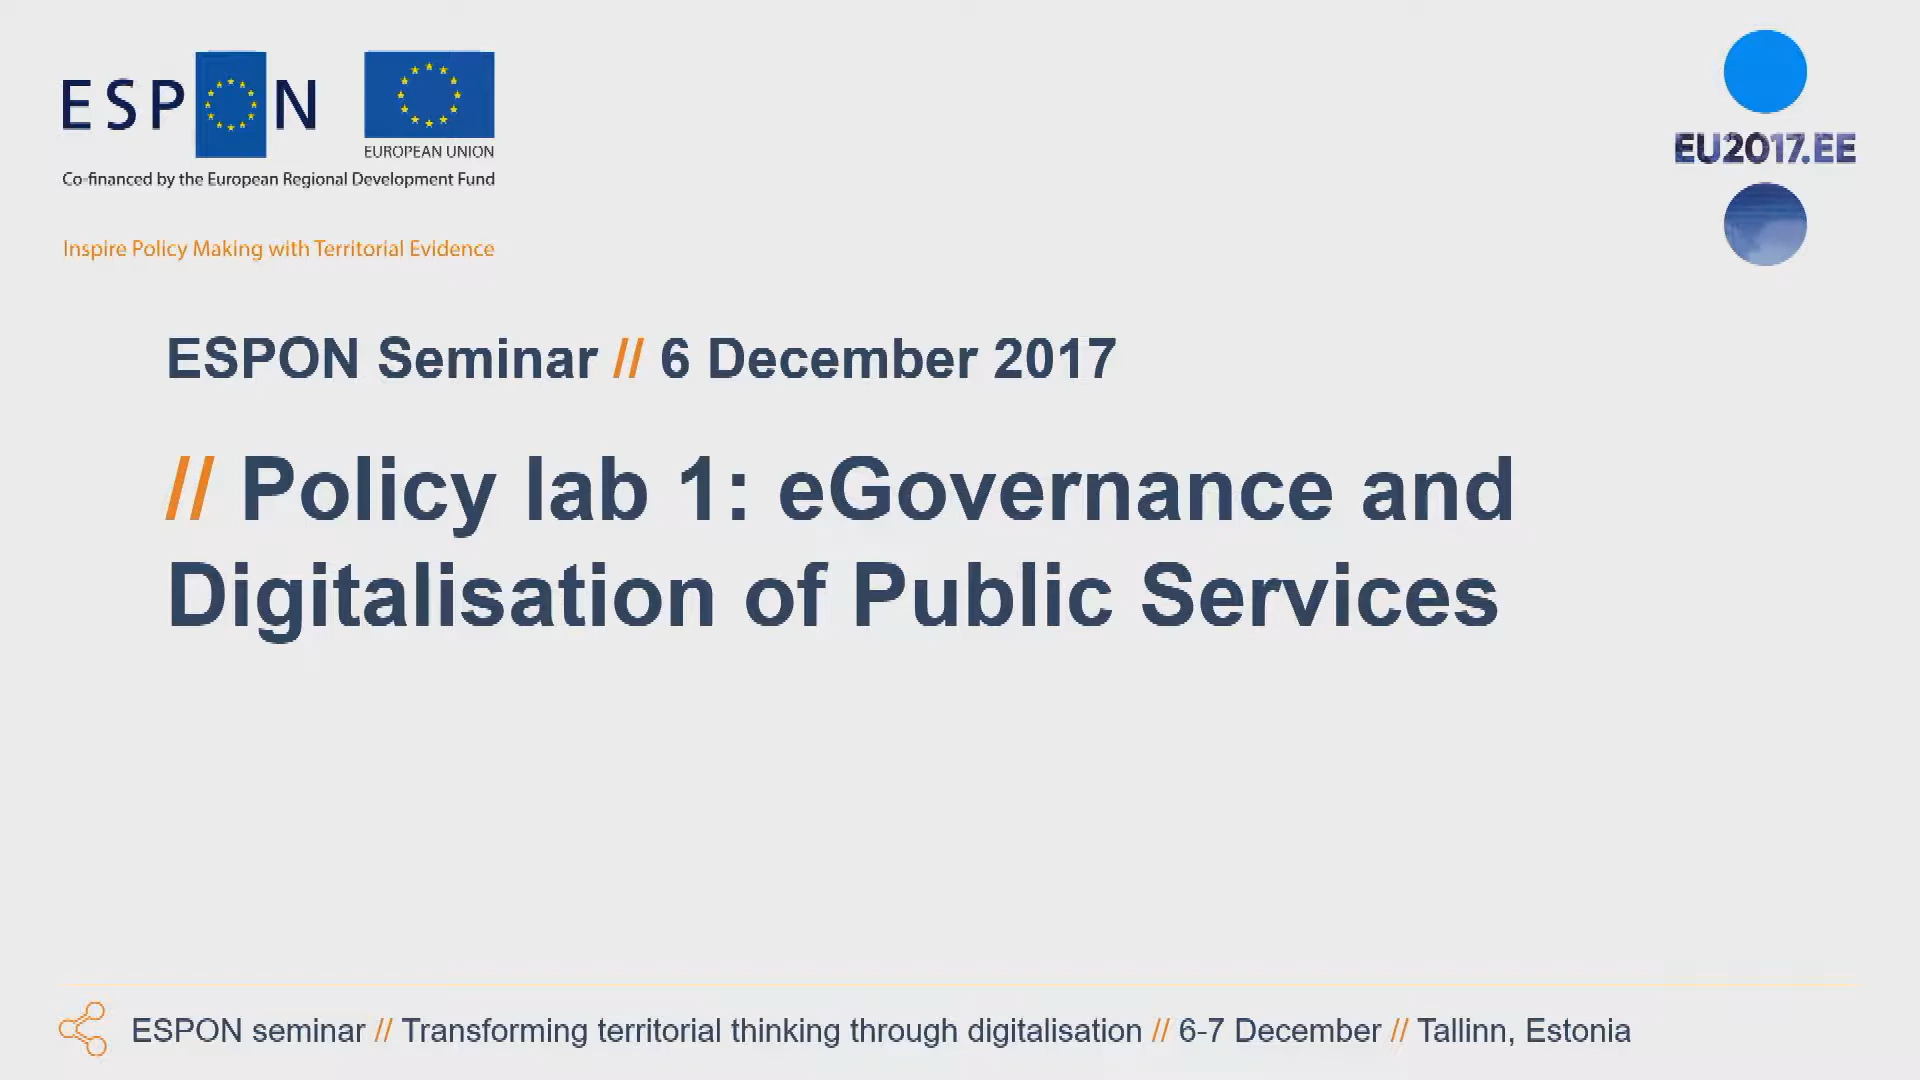 ESPON
EUROPEAN UNION
Co-financed by the European Regional Development Fund
Inspire Policy Making with Territorial Evidence
EU2017.EE
ESPON Seminar // 6 December 2017
// Policy lab 1: eGovernance and
Digitalisation of Public Services
ESPON seminar // Transforming territorial thinking through digitalisation // 6-7 December // Tallinn, Estonia